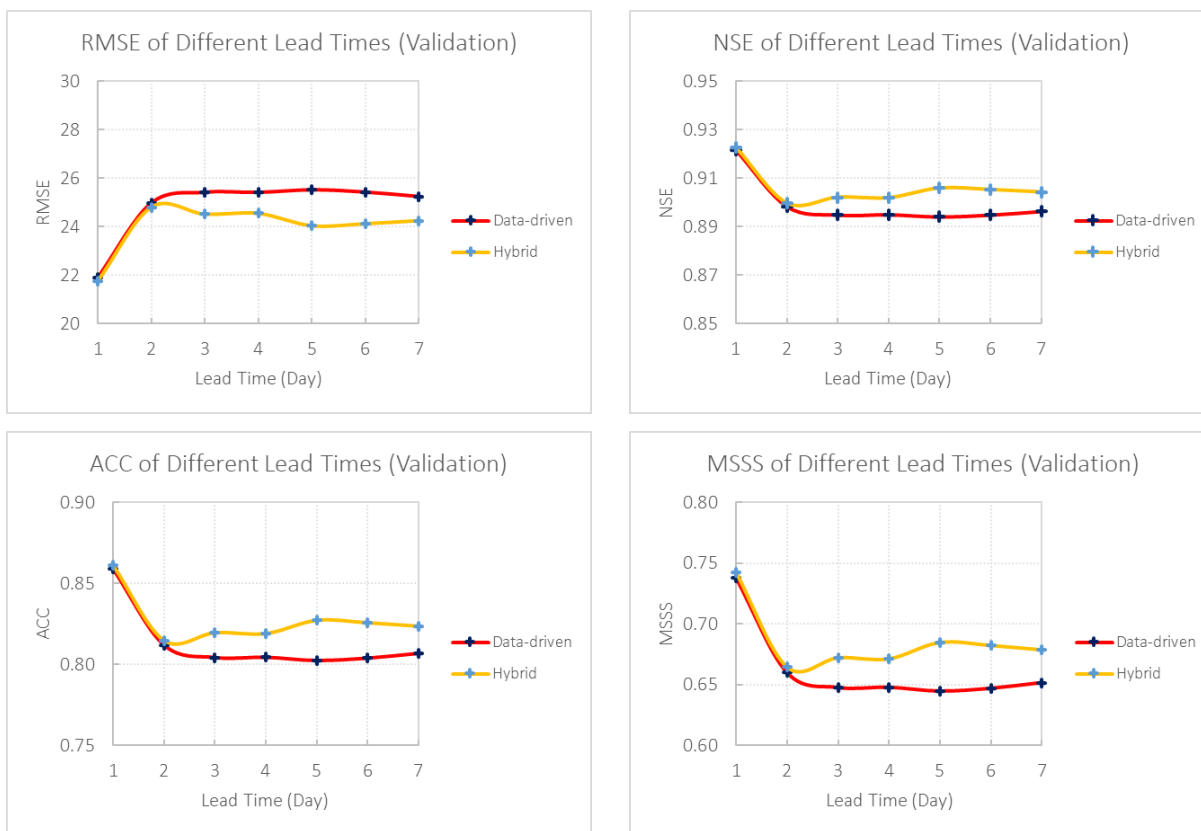 RMSE of Different Lead Times (Validation)
30
28
26
24
22
20
RMSE
1 2 3 4 5 6 7
Lead Time (Day)
Data-driven
Hybrid
NSE of Different Lead Times (Validation)
0.95
0.93
0.91
0.89
0.87
0.85
NSE
1 2 3 4 5 6 7
Lead Time (Day)
Data-driven
Hybrid
ACC of Different Lead Times (Validation)
0.90
0.85
0.80
0.75
ACC
1 2 3 4 5 6 7
Lead Time (Day)
Data-driven
Hybrid
MSSS of Different Lead Times (Validation)
0.80
0.75
0.70
0.65
0.60
MSSS
1 2 3 4 5 6 7
Lead Time (Day)
Data-driven
Hybrid